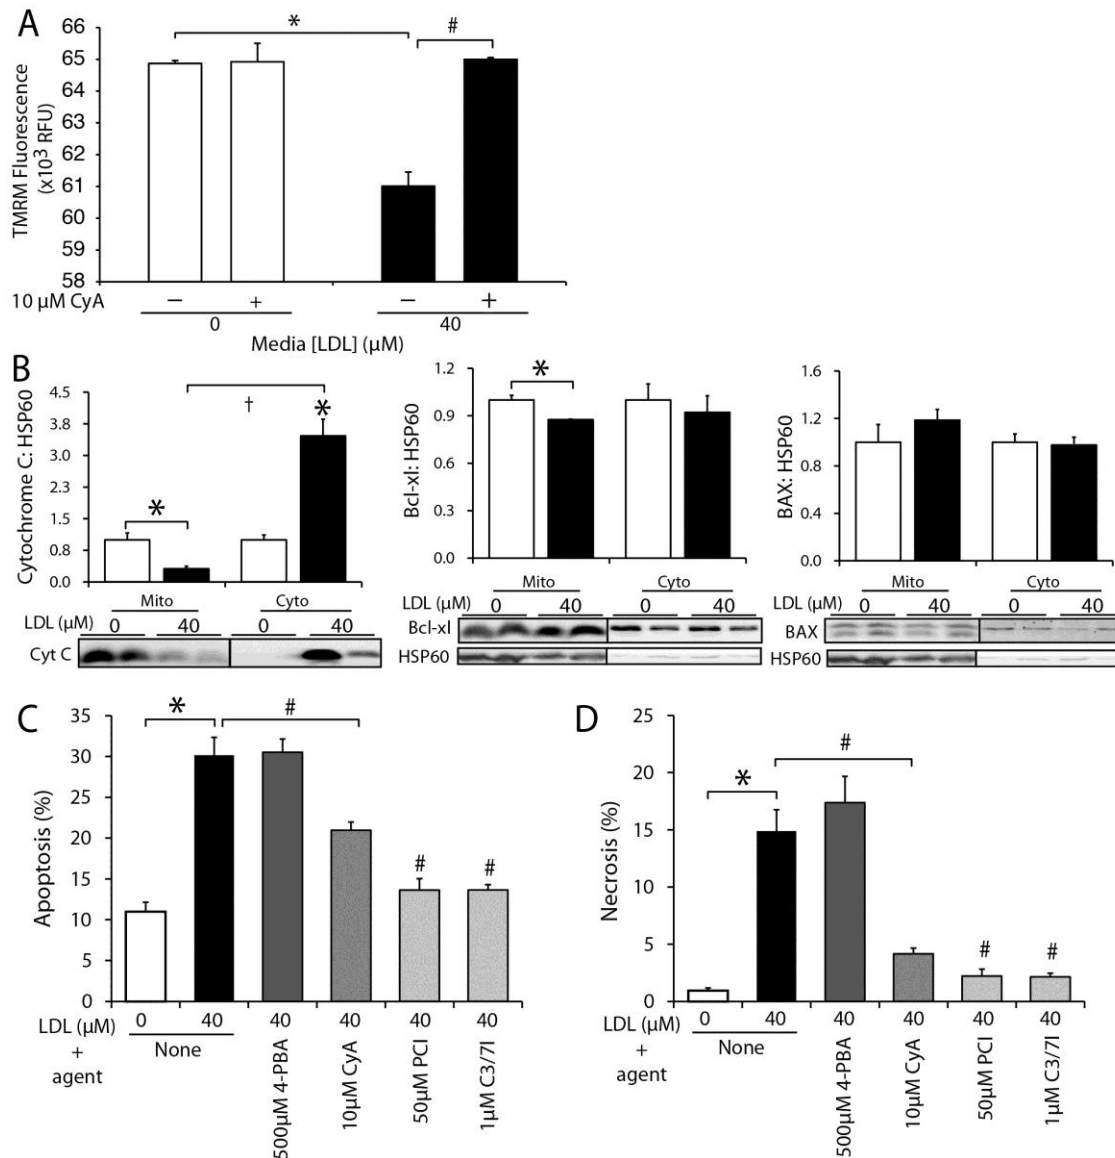 A
TMRM Fluorescence
(x10³ RFU)
66
65
64
63
62
61
60
59
58
*
#
10 µM CyA
− + − +
0 40
Media [LDL] (µM)
B
Cytochrome C: HSP60
4.5
3.8
3.0
2.3
1.5
0.8
0.0
*
†
*
Mito Cyto
LDL (µM) 0 40 0 40
Cyt C
Bcl-xl: HSP60
1.2
0.9
0.6
0.3
0.0
*
Mito Cyto
LDL (µM) 0 40 0 40
Bcl-xl
HSP60
BAX: HSP60
1.6
1.2
0.8
0.4
0.0
Mito Cyto
LDL (µM) 0 40 0 40
BAX
HSP60
C
Apoptosis (%)
35
30
25
20
15
10
5
0
*
#
# #
LDL (µM) 0 40 40 40 40 40
+
agent
None
500µM 4-PBA
10µM CyA
50µM PCI
1µM C3/7I
D
Necrosis (%)
25
20
15
10
5
0
*
#
# #
LDL (µM) 0 40 40 40 40 40
+
agent
None
500µM 4-PBA
10µM CyA
50µM PCI
1µM C3/7I